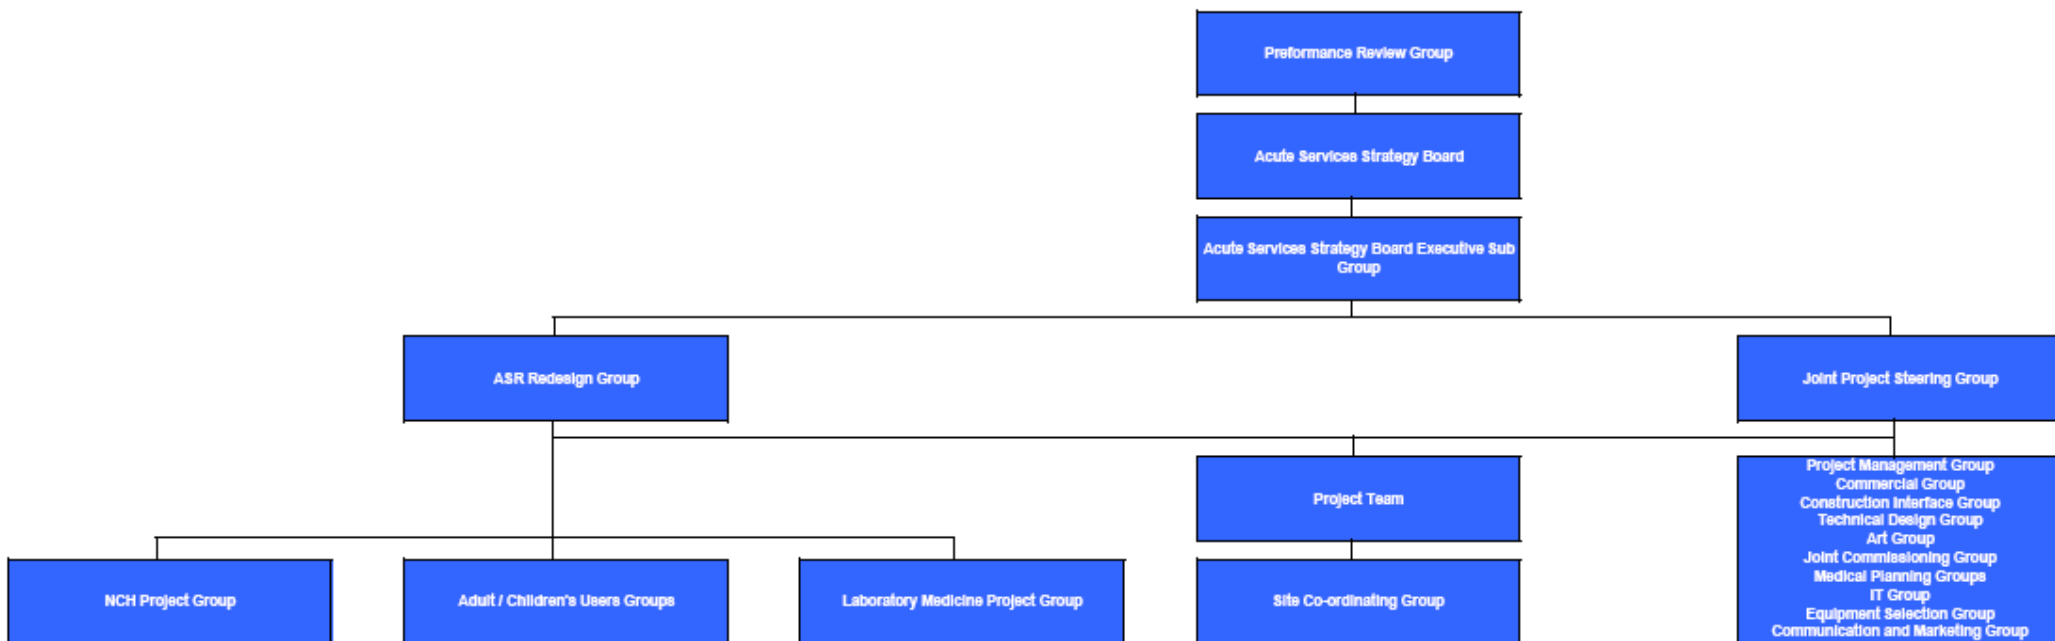 Preformance Review Group
Acute Services Strategy Board
Acute Services Strategy Board Executive Sub
Group
ASR Redesign Group
Joint Project Steering Group
Project Team
Project Management Group
Commercial Group
Construction Interface Group
Technical Design Group
Art Group
Joint Commissioning Group
Medical Planning Groups
IT Group
Equipment Selection Group
Communication and Marketing Group
NCH Project Group
Adult / Children's Users Groups
Laboratory Medicine Project Group
Site Co-ordinating Group